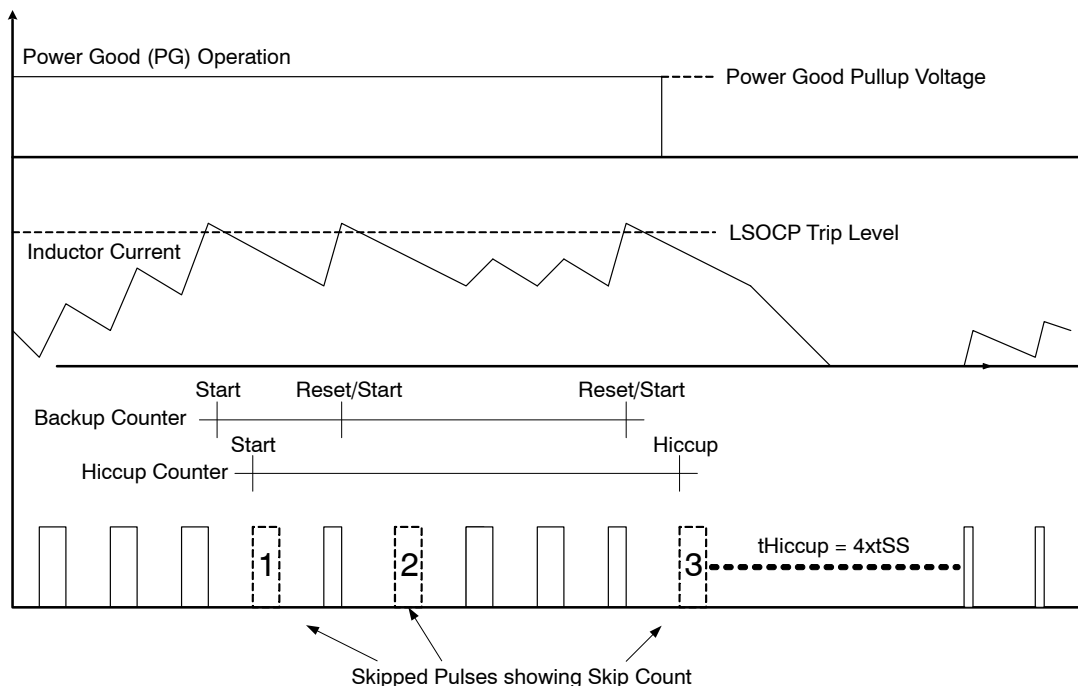 Power Good (PG) Operation
Power Good Pullup Voltage
LSOCP Trip Level
Inductor Current
Start
Reset/Start
Reset/Start
Backup Counter
Start
Hiccup
Hiccup Counter
1
2
3
tHiccup = 4xtSS
Skipped Pulses showing Skip Count